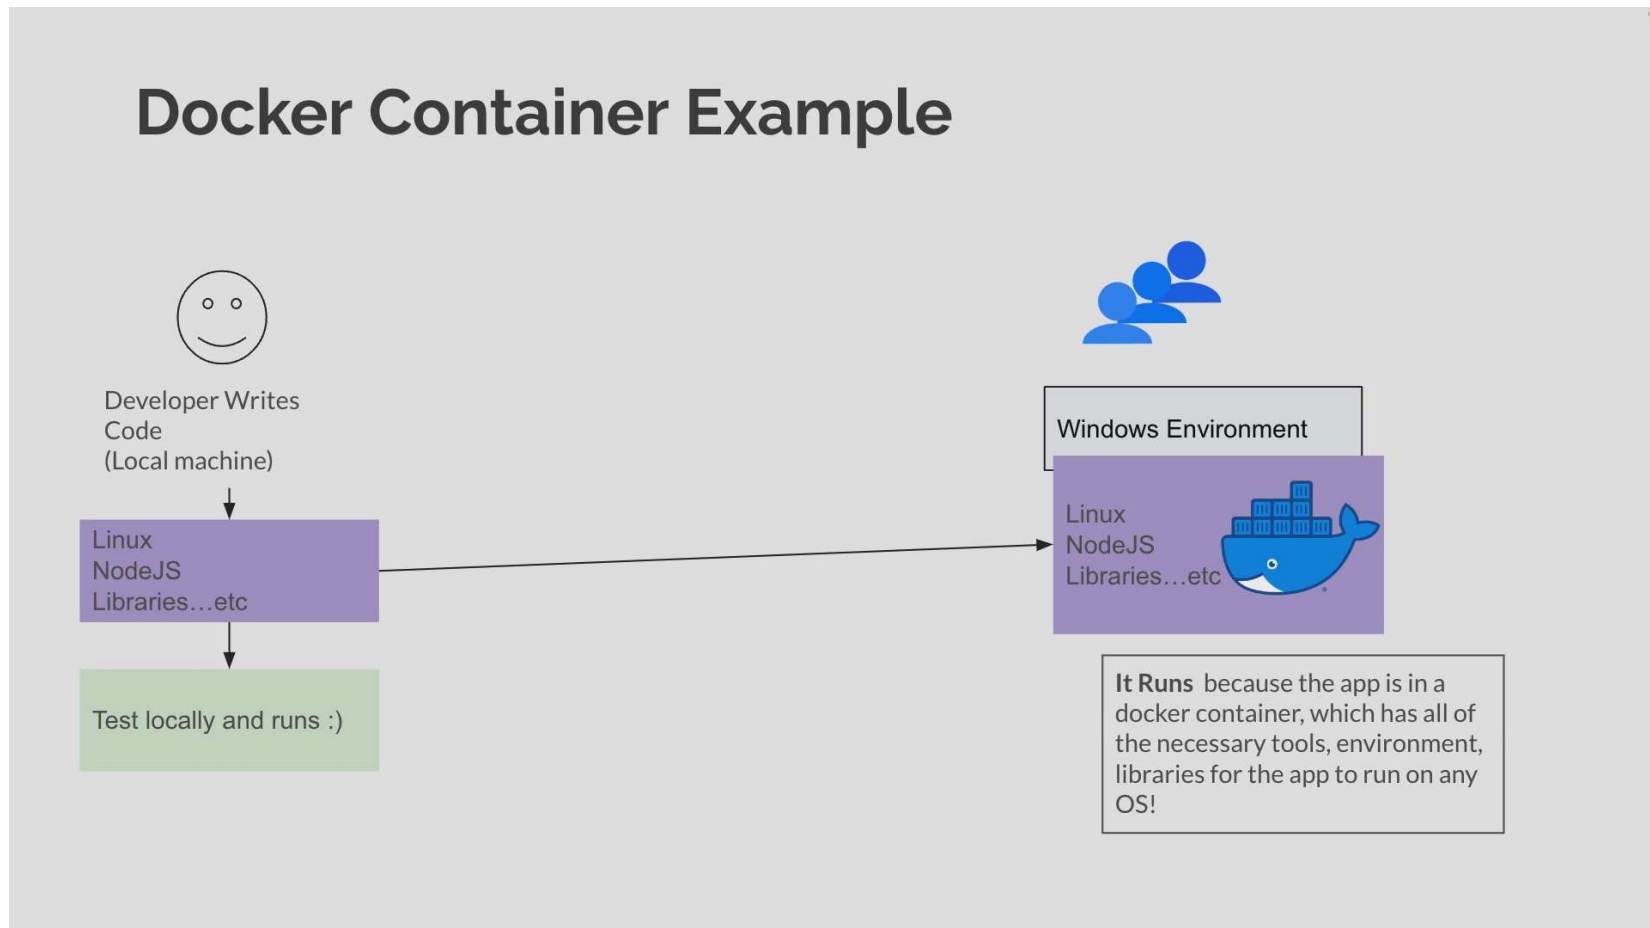 Docker Container Example
Developer Writes
Code
(Local machine)
Linux
NodeJS
Libraries...etc
Test locally and runs :)
Windows Environment
Linux
NodeJS
Libraries...etc
It Runs because the app is in a
docker container, which has all of
the necessary tools, environment,
libraries for the app to run on any
OS!